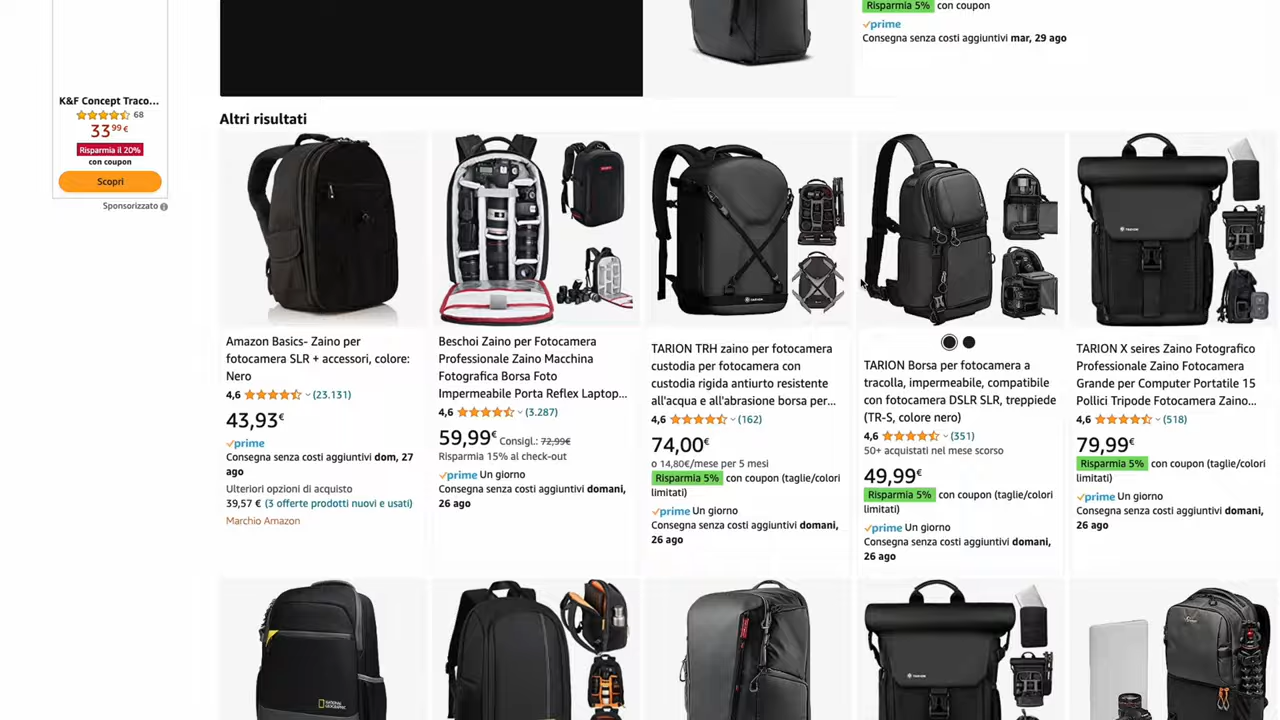 K&F Concept Traco...
68
33,99 €
Risparmia il 20%
con coupon
Scopri
Sponsorizzato
Risparmia 5% con coupon
prime
Consegna senza costi aggiuntivi mar, 29 ago
Altri risultati
Amazon Basics- Zaino per
fotocamera SLR + accessori, colore:
Nero
4,6 (23.131)
43,93€
prime
Consegna senza costi aggiuntivi dom, 27
ago
Ulteriori opzioni di acquisto
39,57 € (3 offerte prodotti nuovi e usati)
Marchio Amazon
Beschoi Zaino per Fotocamera
Professionale Zaino Macchina
Fotografica Borsa Foto
Impermeabile Porta Reflex Laptop...
4,6 (3.287)
59,99€ Consigl.: 72,99€
Risparmia 15% al check-out
prime Un giorno
Consegna senza costi aggiuntivi domani,
26 ago
TARION
TARION TRH zaino per fotocamera
custodia per fotocamera con
custodia rigida antiurto resistente
all'acqua e all'abrasione borsa per...
4,6 (162)
74,00€
o 14,80€/mese per 5 mesi
Risparmia 5% con coupon (taglie/colori
limitati)
prime Un giorno
Consegna senza costi aggiuntivi domani,
26 ago
TARION Borsa per fotocamera a
tracolla, impermeabile, compatibile
con fotocamera DSLR SLR, treppiede
(TR-S, colore nero)
4,6 (351)
50+ acquistati nel mese scorso
49,99€
Risparmia 5% con coupon (taglie/colori
limitati)
prime Un giorno
Consegna senza costi aggiuntivi domani,
26 ago
TARION
TARION X seires Zaino Fotografico
Professionale Zaino Fotocamera
Grande per Computer Portatile 15
Pollici Tripode Fotocamera Zaino...
4,6 (518)
79,99€
Risparmia 5% con coupon (taglie/colori
limitati)
prime Un giorno
Consegna senza costi aggiuntivi domani,
26 ago
NATIONAL
GEOGRAPHIC
TARION